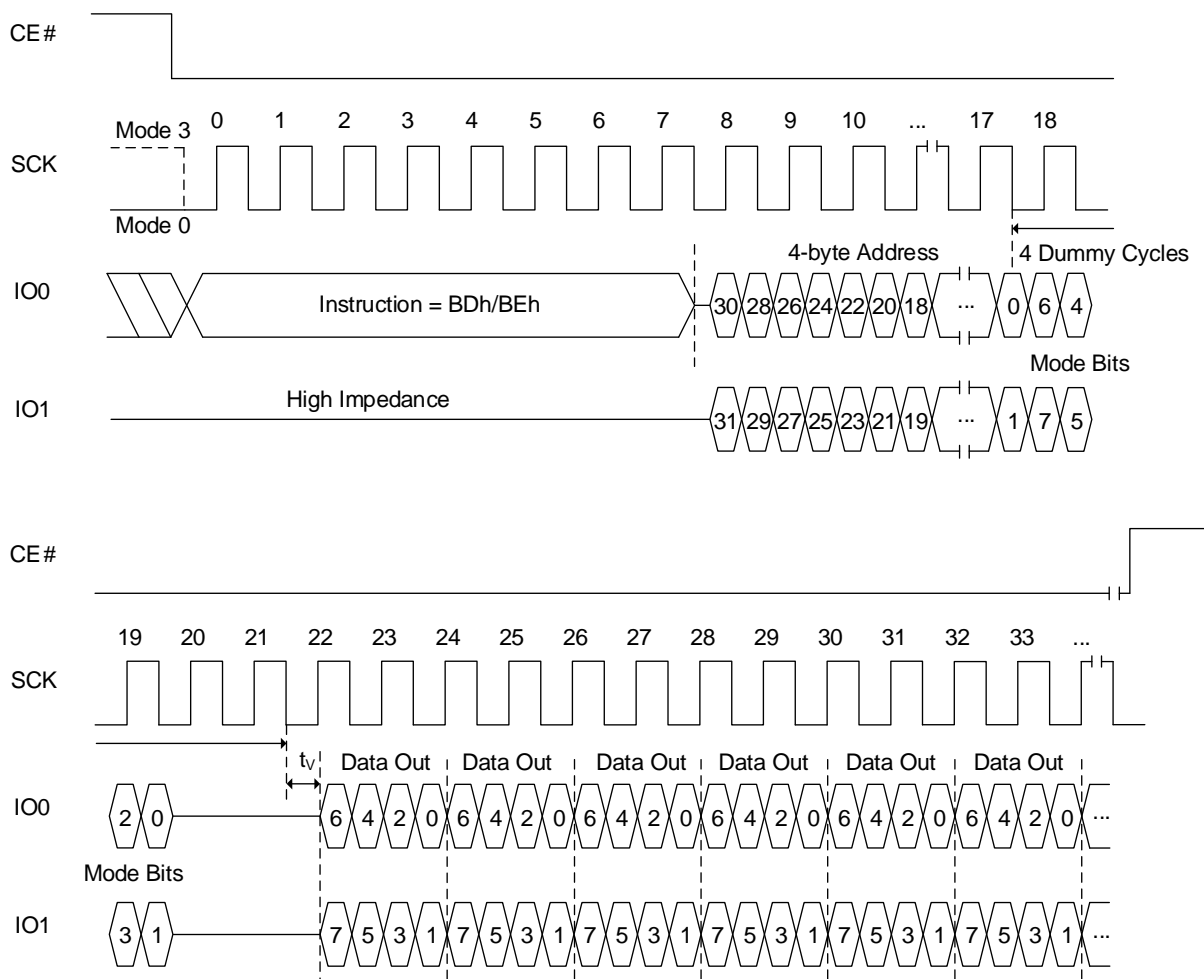 CE#
Mode 3
0 1 2 3 4 5 6 7 8 9 10 ... 17 18
SCK
Mode 0
4-byte Address
4 Dummy Cycles
IO0
Instruction = BDh/BEh
30 28 26 24 22 20 18 ... 0 6 4
Mode Bits
IO1
High Impedance
31 29 27 25 23 21 19 ... 1 7 5
CE#
19 20 21 22 23 24 25 26 27 28 29 30 31 32 33 ...
SCK
tV
Data Out Data Out Data Out Data Out Data Out Data Out
IO0
2 0 6 4 2 0 6 4 2 0 6 4 2 0 6 4 2 0 6 4 2 0 6 4 2 0 ...
Mode Bits
IO1
3 1 7 5 3 1 7 5 3 1 7 5 3 1 7 5 3 1 7 5 3 1 7 5 3 1 ...